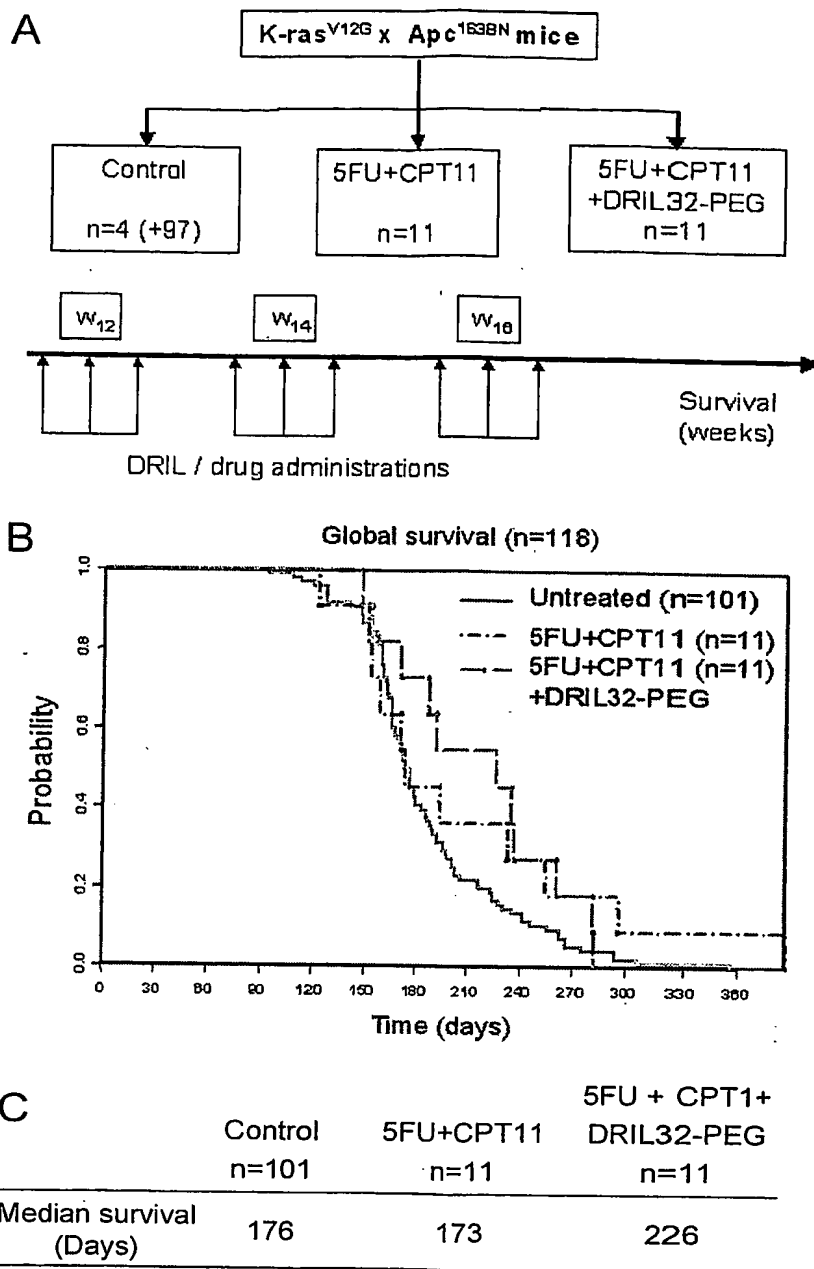 A
K-ras^V12G x Apc^1638N mice
Control
n=4 (+97)
5FU+CPT11
n=11
5FU+CPT11
+DRIL32-PEG
n=11
W12
W14
W16
Survival
(weeks)
DRIL / drug administrations
B
Global survival (n=118)
Untreated (n=101)
5FU+CPT11 (n=11)
5FU+CPT11 (n=11)
+DRIL32-PEG
Probability
1.0
0.8
0.6
0.4
0.2
0.0
0 30 60 90 120 150 180 210 240 270 300 330 360
Time (days)
C
Control
n=101
5FU+CPT11
n=11
5FU + CPT1+
DRIL32-PEG
n=11
Median survival
(Days)
176 173 226